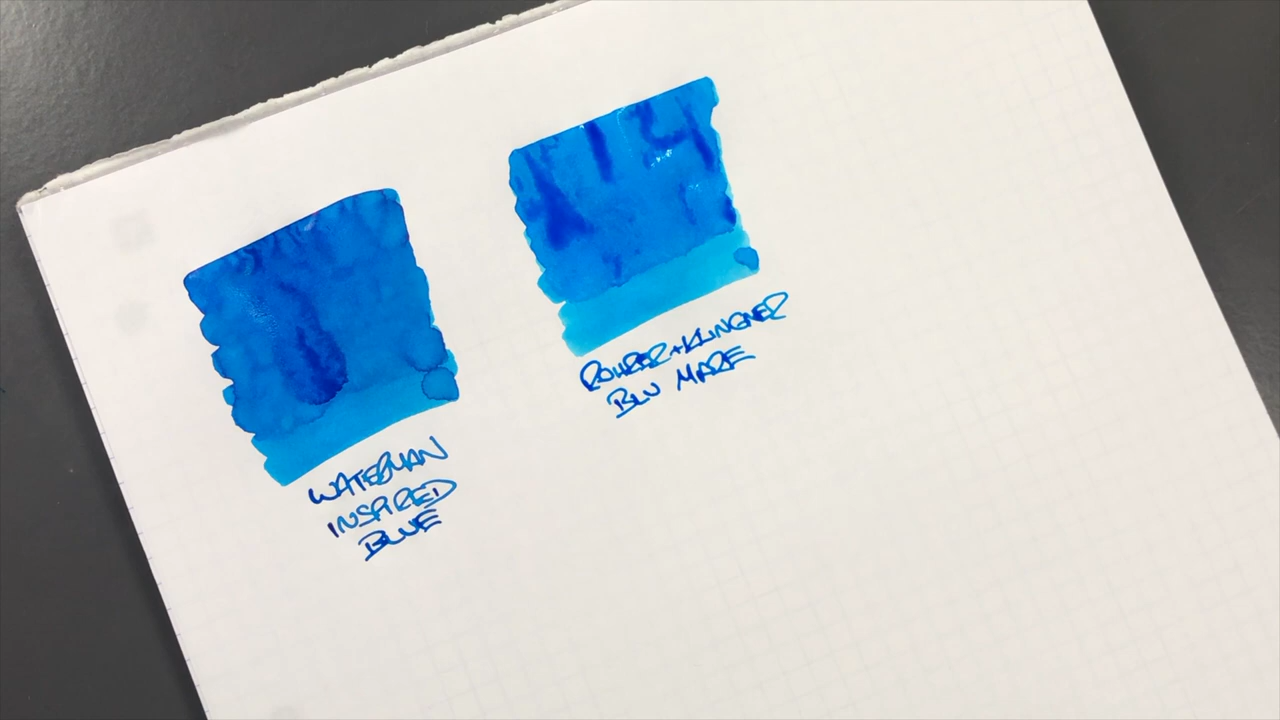 WATERMAN
INSPIRED
BLUE
ROHRER+KLINGNER
BLU MARE